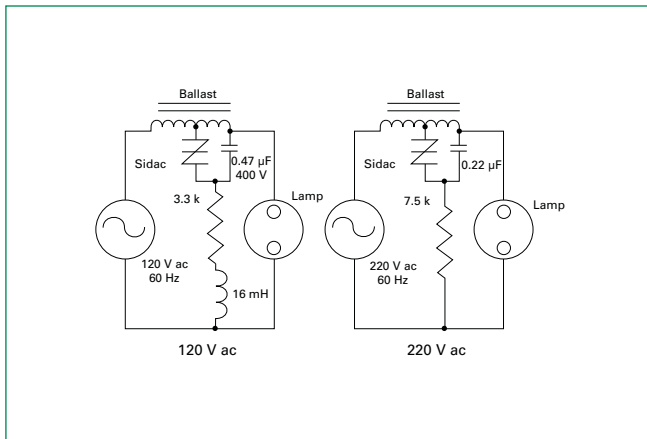 Ballast
Sidac
0.47 µF
400 V
3.3 k
Lamp
120 V ac
60 Hz
16 mH
120 V ac
Ballast
Sidac
0.22 µF
7.5 k
Lamp
220 V ac
60 Hz
220 V ac